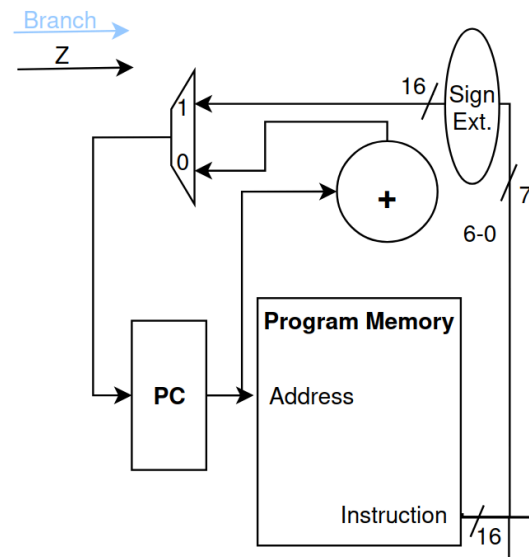 Branch
Z
16
Sign
Ext.
1
0
+
7
6-0
Program Memory
PC
Address
Instruction
16